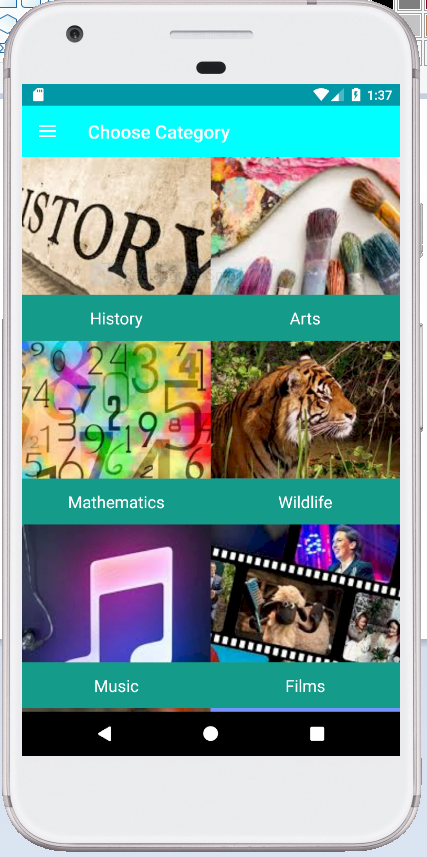 1:37
Choose Category
ISTORY
History
Arts
Mathematics
Wildlife
Music
Films